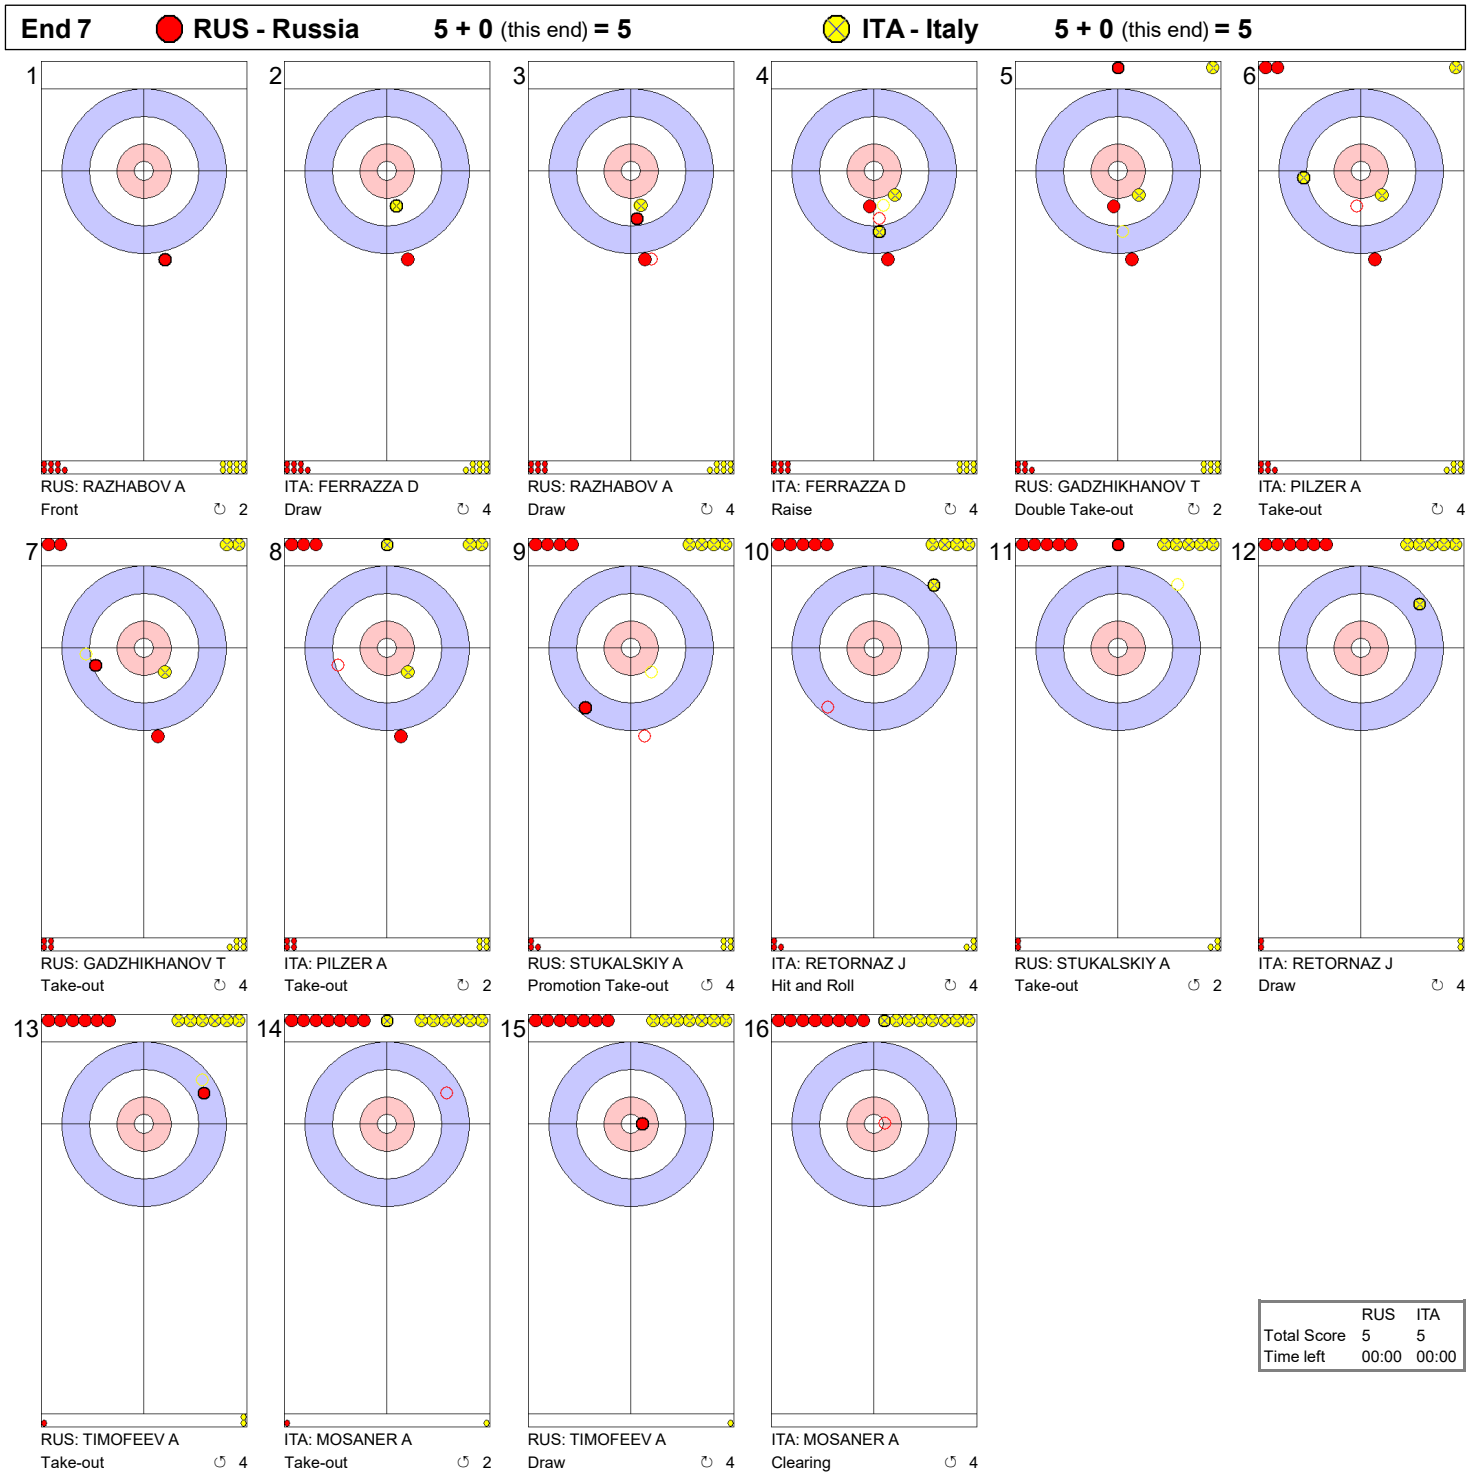 End 7 RUS - Russia 5 + 0 (this end) = 5 ITA - Italy 5 + 0 (this end) = 5
1 2 3 4 5 6
RUS: RAZHABOV A ITA: FERRAZZA D RUS: RAZHABOV A ITA: FERRAZZA D RUS: GADZHIKHANOV T ITA: PILZER A
Front 2 Draw 4 Draw 4 Raise 4 Double Take-out 2 Take-out 4
7 8 9 10 11 12
RUS: GADZHIKHANOV T ITA: PILZER A RUS: STUKALSKIY A ITA: RETORNAZ J RUS: STUKALSKIY A ITA: RETORNAZ J
Take-out 4 Take-out 2 Promotion Take-out 4 Hit and Roll 4 Take-out 2 Draw 4
13 14 15 16
RUS ITA
Total Score 5 5
Time left 00:00 00:00
RUS: TIMOFEEV A ITA: MOSANER A RUS: TIMOFEEV A ITA: MOSANER A
Take-out 4 Take-out 2 Draw 4 Clearing 4